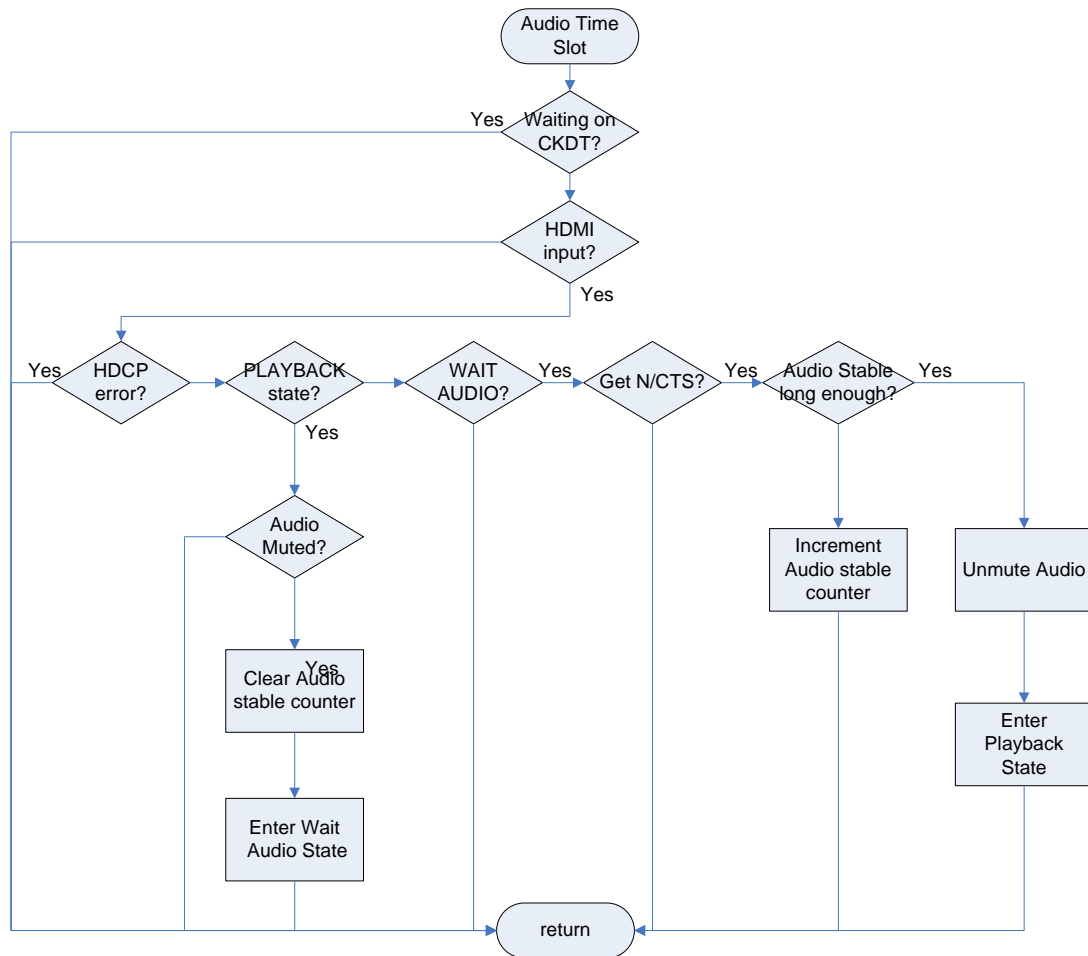 Audio Time
Slot
Yes
Waiting on
CKDT?
HDMI
input?
Yes
Yes
HDCP
error?
PLAYBACK
state?
WAIT
AUDIO?
Yes
Get N/CTS?
Yes
Audio Stable
long enough?
Yes
Yes
Audio
Muted?
Increment
Audio stable
counter
Unmute Audio
Yes
Clear Audio
stable counter
Enter
Playback
State
Enter Wait
Audio State
return